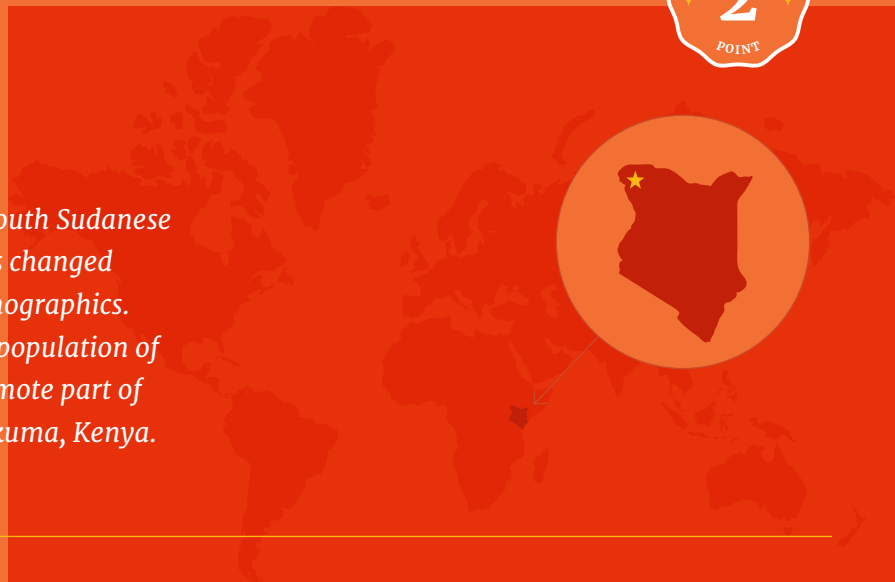 2
POINT
outh Sudanese
s changed
nographics.
population of
mote part of
kuma, Kenya.